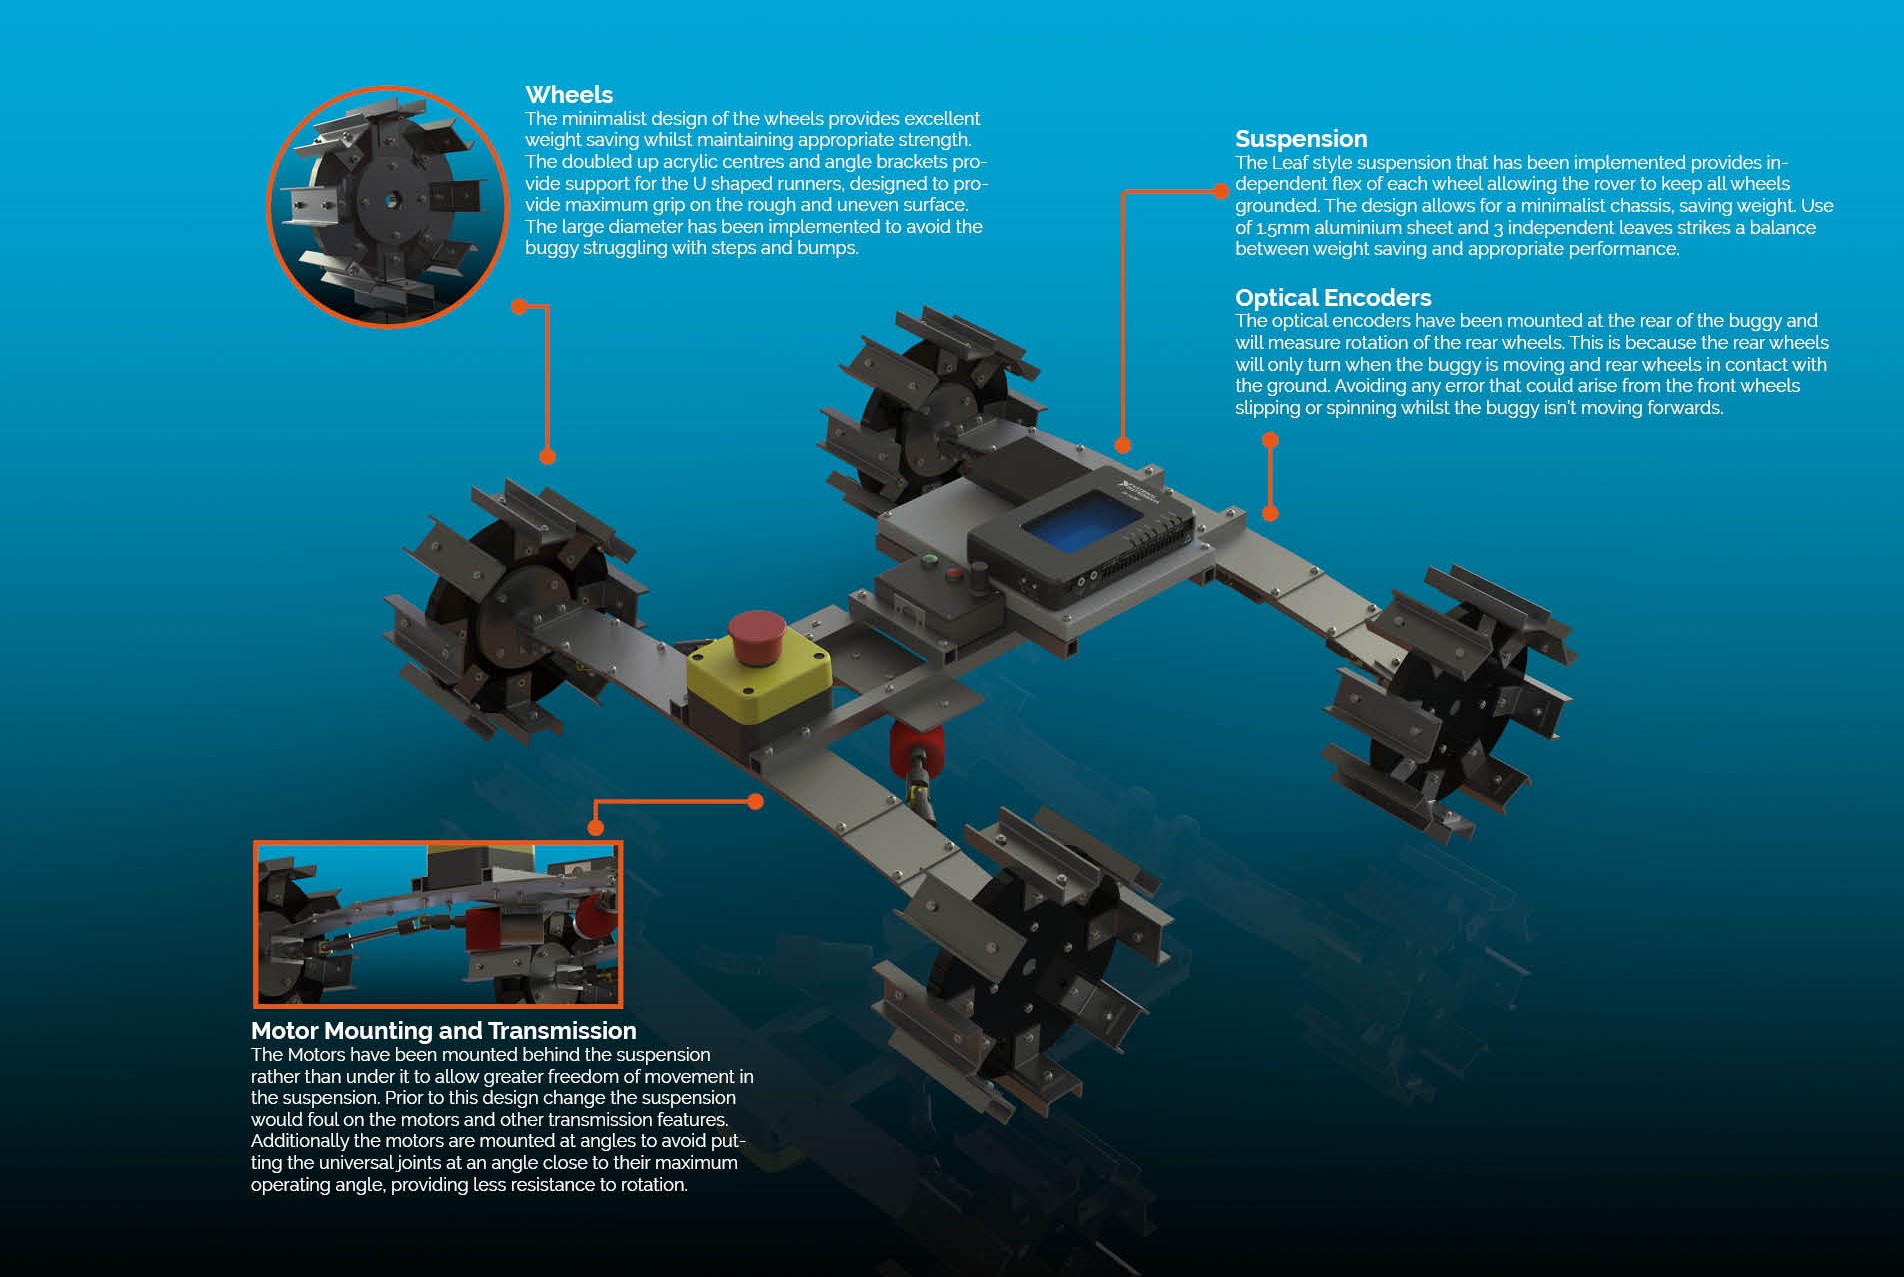 Wheels
The minimalist design of the wheels provides excellent
weight saving whilst maintaining appropriate strength.
The doubled up acrylic centres and angle brackets pro-
vide support for the U shaped runners, designed to pro-
vide maximum grip on the rough and uneven surface.
The large diameter has been implemented to avoid the
buggy struggling with steps and bumps.
Suspension
The Leaf style suspension that has been implemented provides in-
dependent flex of each wheel allowing the rover to keep all wheels
grounded. The design allows for a minimalist chassis, saving weight. Use
of 1.5mm aluminium sheet and 3 independent leaves strikes a balance
between weight saving and appropriate performance.
Optical Encoders
The optical encoders have been mounted at the rear of the buggy and
will measure rotation of the rear wheels. This is because the rear wheels
will only turn when the buggy is moving and rear wheels in contact with
the ground. Avoiding any error that could arise from the front wheels
slipping or spinning whilst the buggy isn't moving forwards.
Motor Mounting and Transmission
The Motors have been mounted behind the suspension
rather than under it to allow greater freedom of movement in
the suspension. Prior to this design change the suspension
would foul on the motors and other transmission features.
Additionally the motors are mounted at angles to avoid put-
ting the universal joints at an angle close to their maximum
operating angle, providing less resistance to rotation.